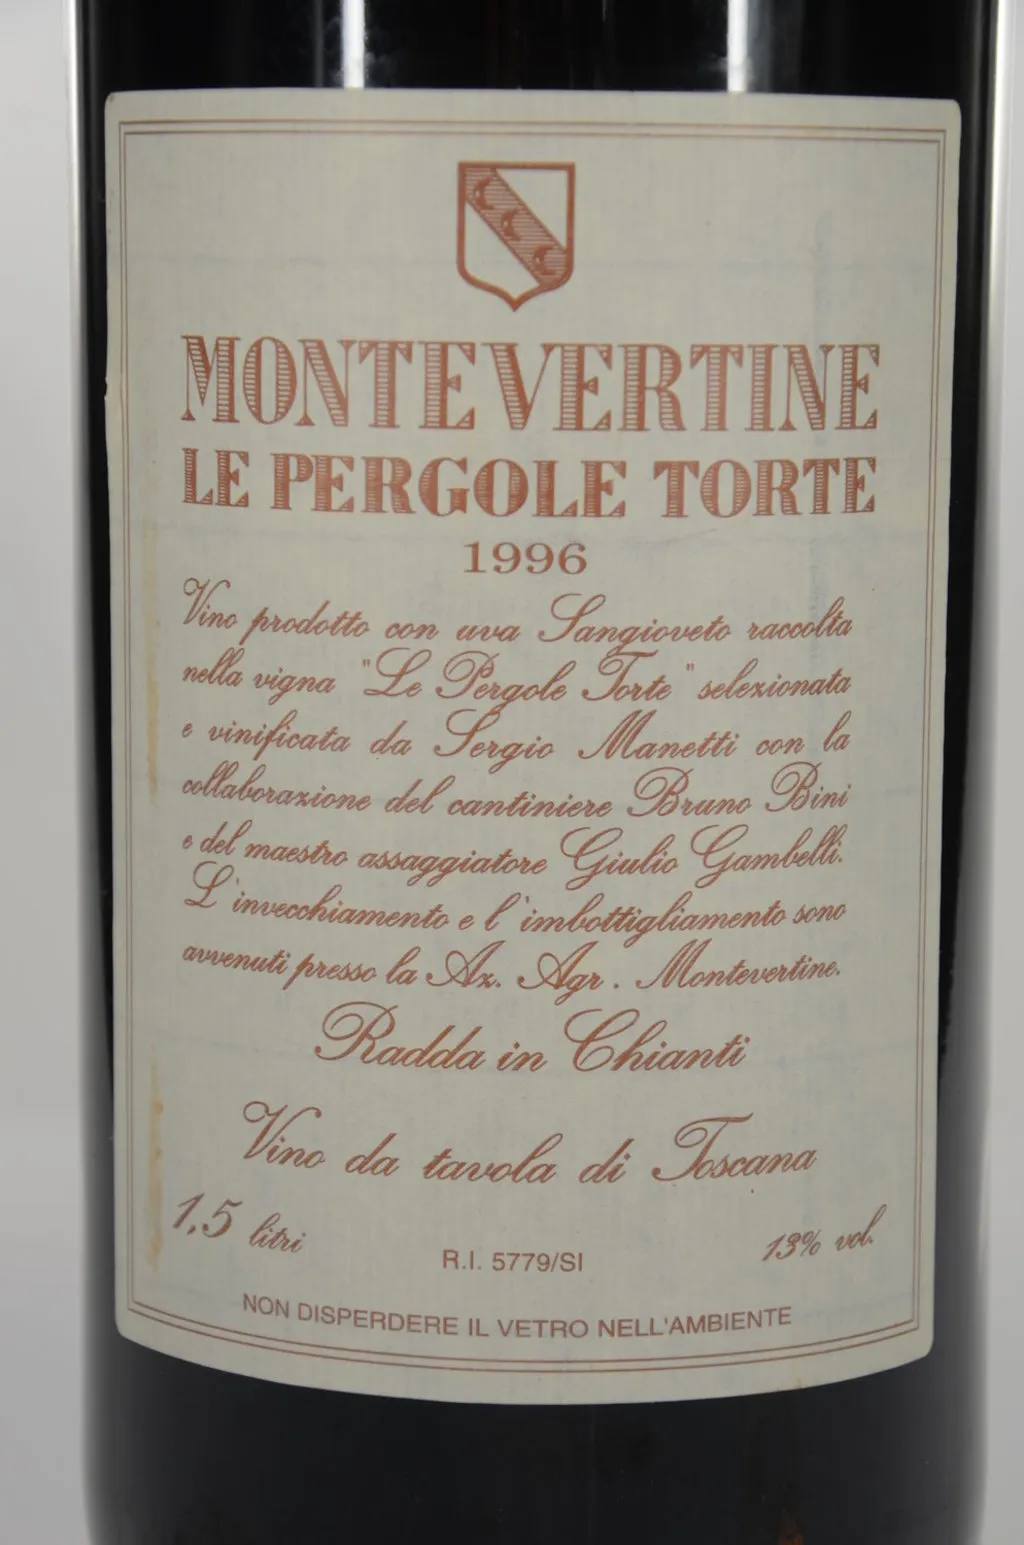 MONTEVERTINE
LE PERGOLE TORTE
1996
Vino prodotto con uva Sangioveto raccolta
nella vigna "Le Pergole Torte" selezionata
e vinificata da Sergio Manetti con la
collaborazione del cantiniere Bruno Bini
e del maestro assaggiatore Giulio Gambelli.
L'invecchiamento e l'imbottigliamento sono
avvenuti presso la Az. Agr. Montevertine.
Radda in Chianti
Vino da tavola di Toscana
1,5 litri
R.I. 5779/SI
13% vol.
NON DISPERDERE IL VETRO NELL'AMBIENTE